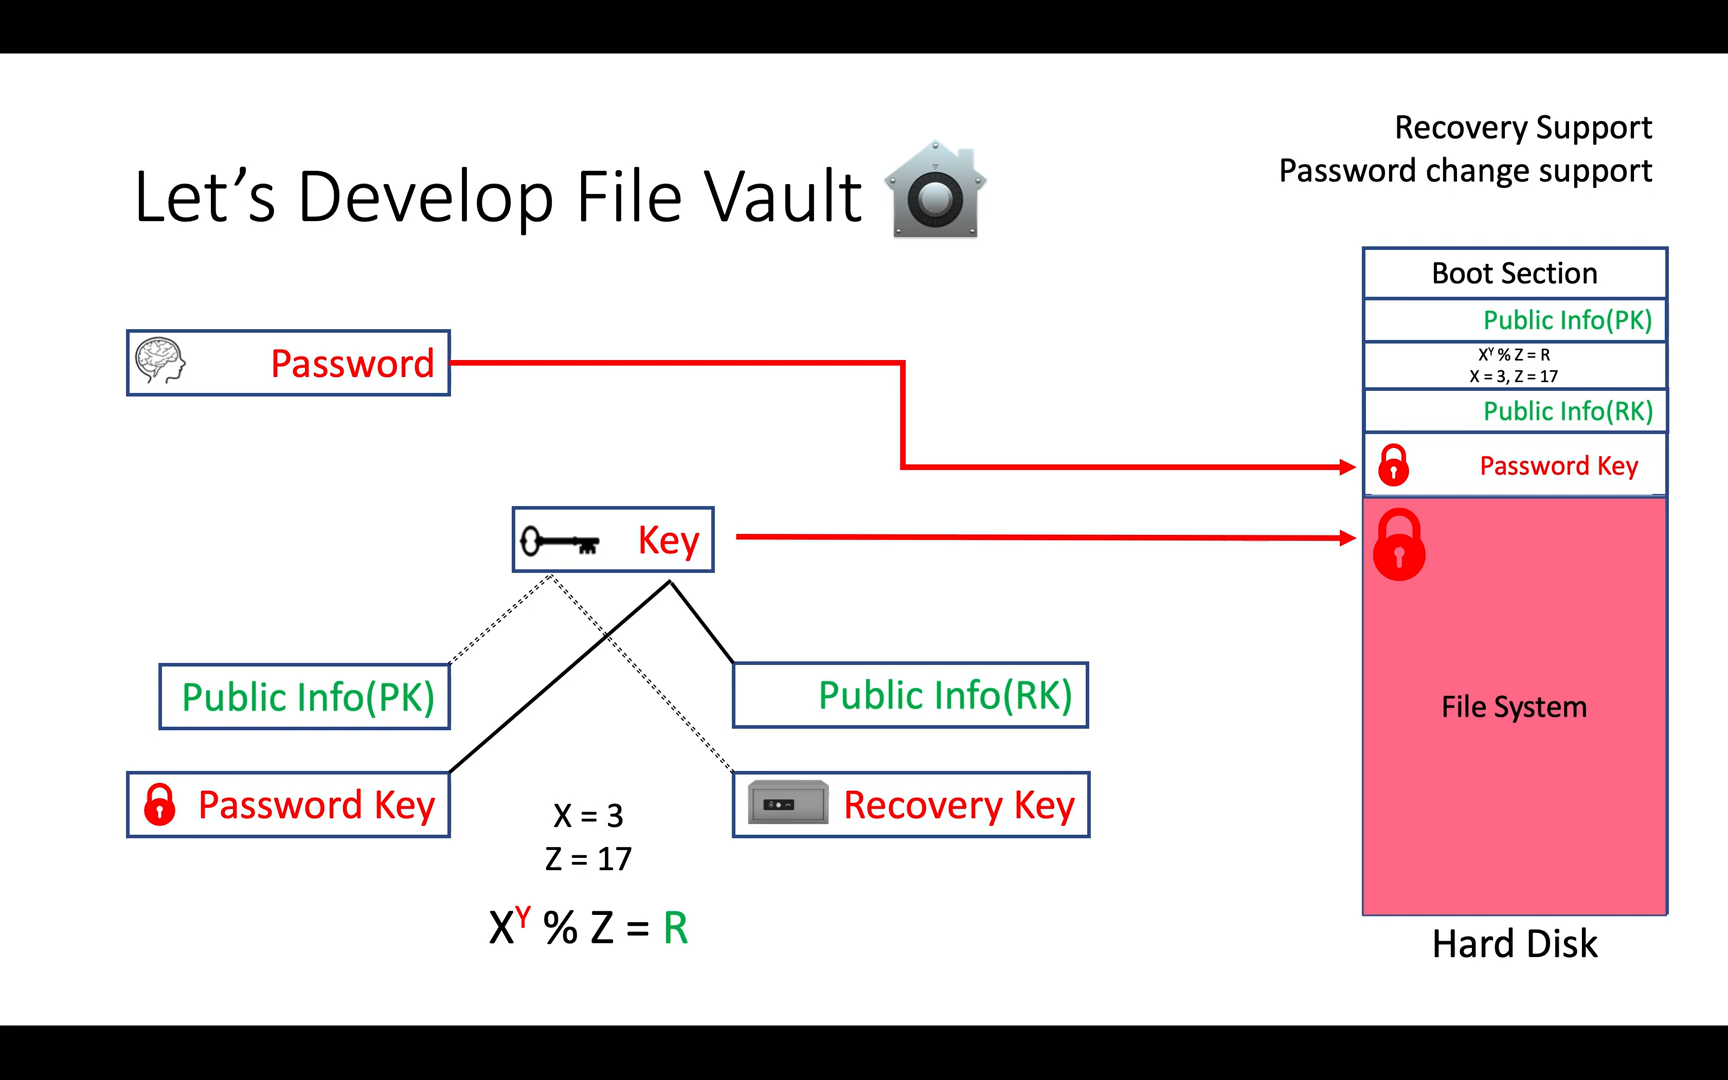 Recovery Support
Password change support
Let's Develop File Vault
Boot Section
Public Info(PK)
X^Y % Z = R
X = 3, Z = 17
Public Info(RK)
Password Key
File System
Hard Disk
Password
Key
Public Info(PK)
Public Info(RK)
Password Key
Recovery Key
X = 3
Z = 17
X^Y % Z = R